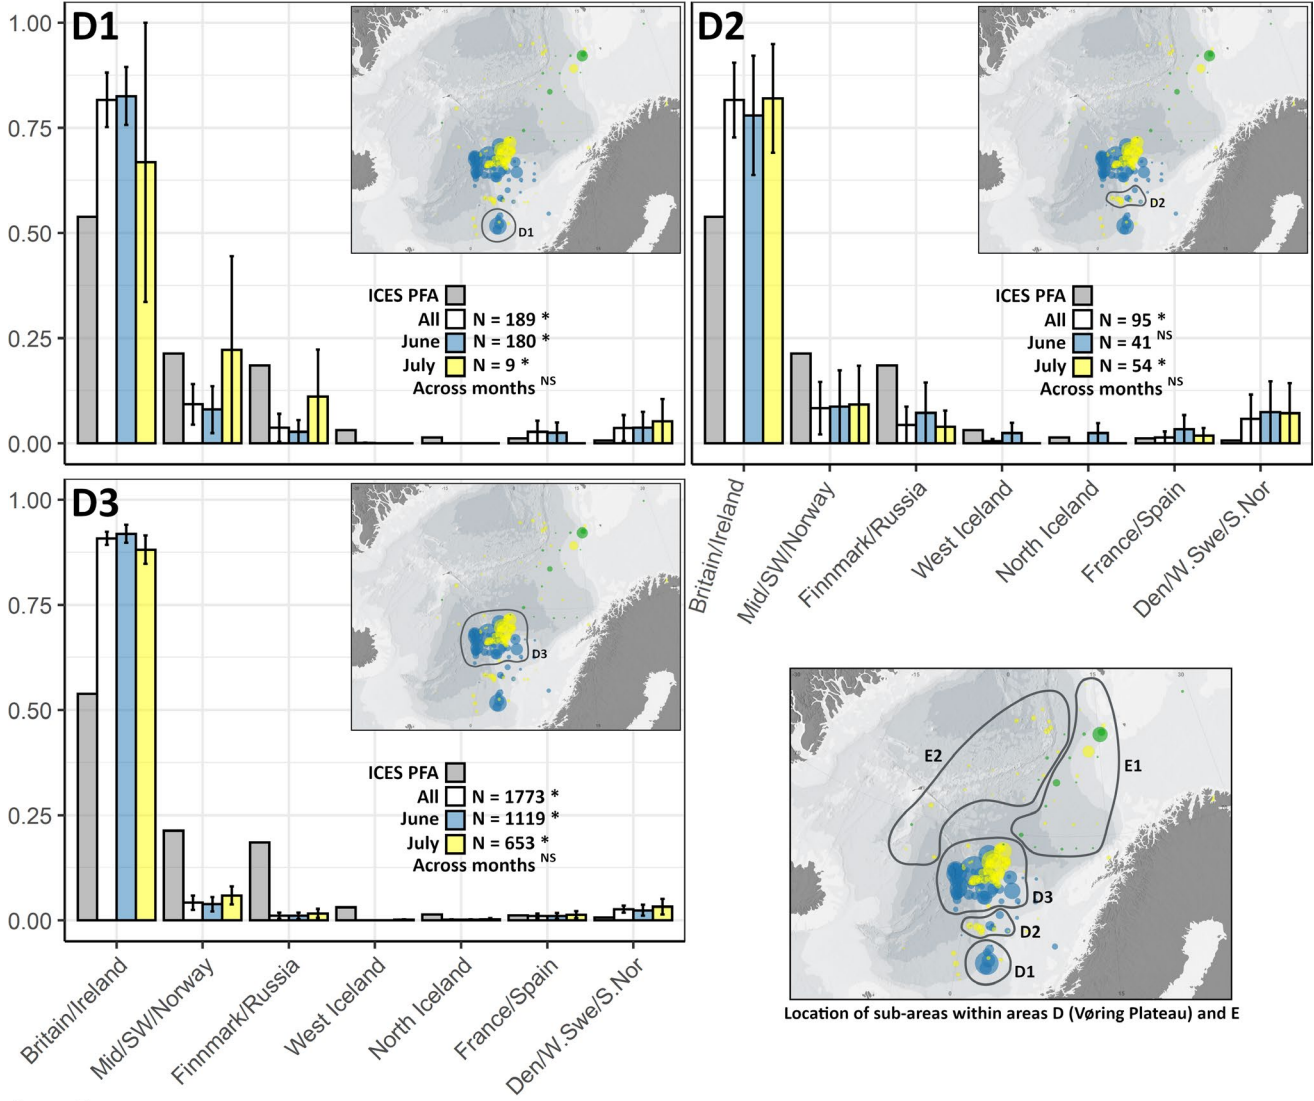 D1
1.00
0.75
0.50
0.25
0.00
D1
ICES PFA
All N = 189 *
June N = 180 *
July N = 9 *
Across months NS
D2
D2
ICES PFA
All N = 95 *
June N = 41 NS
July N = 54 *
Across months NS
Britain/Ireland
Mid/SW/Norway
Finnmark/Russia
West Iceland
North Iceland
France/Spain
Den/W.Swe/S.Nor
D3
1.00
0.75
0.50
0.25
0.00
D3
ICES PFA
All N = 1773 *
June N = 1119 *
July N = 653 *
Across months NS
Britain/Ireland
Mid/SW/Norway
Finnmark/Russia
West Iceland
North Iceland
France/Spain
Den/W.Swe/S.Nor
E2
E1
D3
D2
D1
Location of sub-areas within areas D (Vøring Plateau) and E